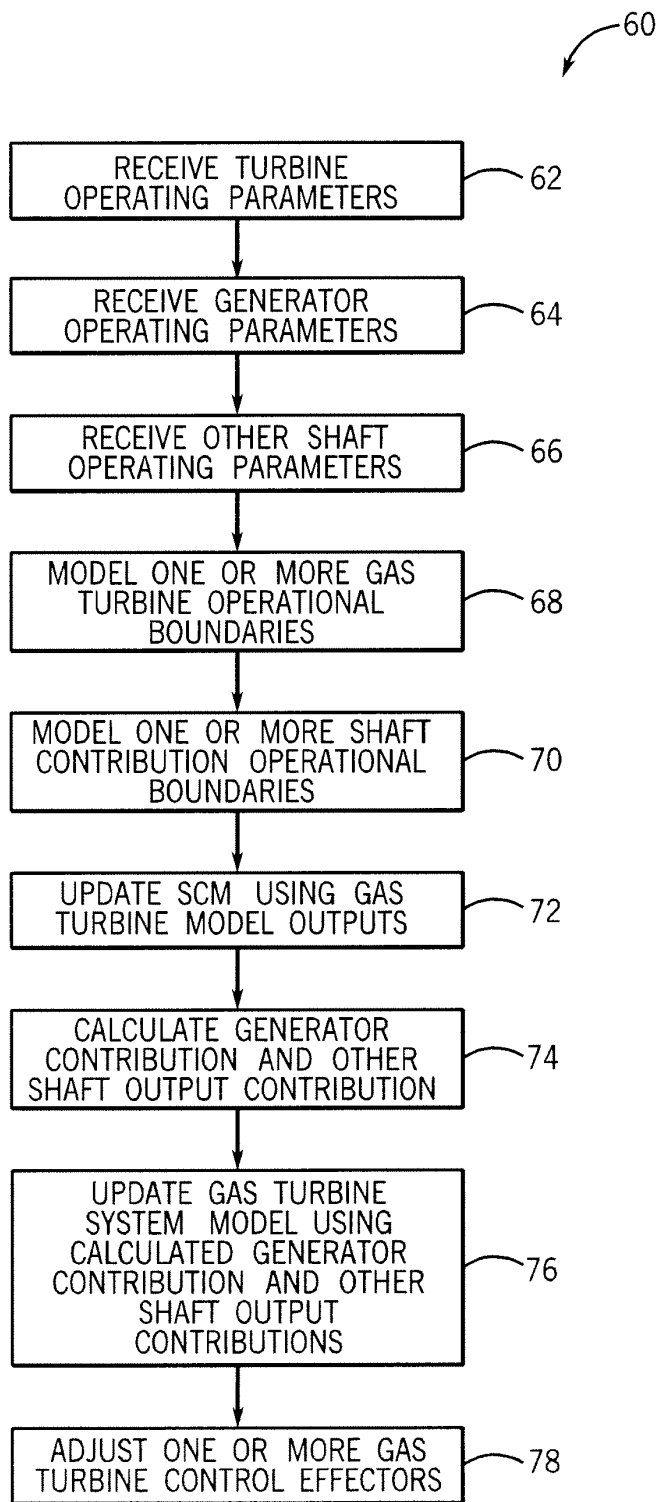 60
RECEIVE TURBINE
OPERATING PARAMETERS
62
RECEIVE GENERATOR
OPERATING PARAMETERS
64
RECEIVE OTHER SHAFT
OPERATING PARAMETERS
66
MODEL ONE OR MORE GAS
TURBINE OPERATIONAL
BOUNDARIES
68
MODEL ONE OR MORE SHAFT
CONTRIBUTION OPERATIONAL
BOUNDARIES
70
UPDATE SCM USING GAS
TURBINE MODEL OUTPUTS
72
CALCULATE GENERATOR
CONTRIBUTION AND OTHER
SHAFT OUTPUT CONTRIBUTION
74
UPDATE GAS TURBINE
SYSTEM MODEL USING
CALCULATED GENERATOR
CONTRIBUTION AND OTHER
SHAFT OUTPUT
CONTRIBUTIONS
76
ADJUST ONE OR MORE GAS
TURBINE CONTROL EFFECTORS
78